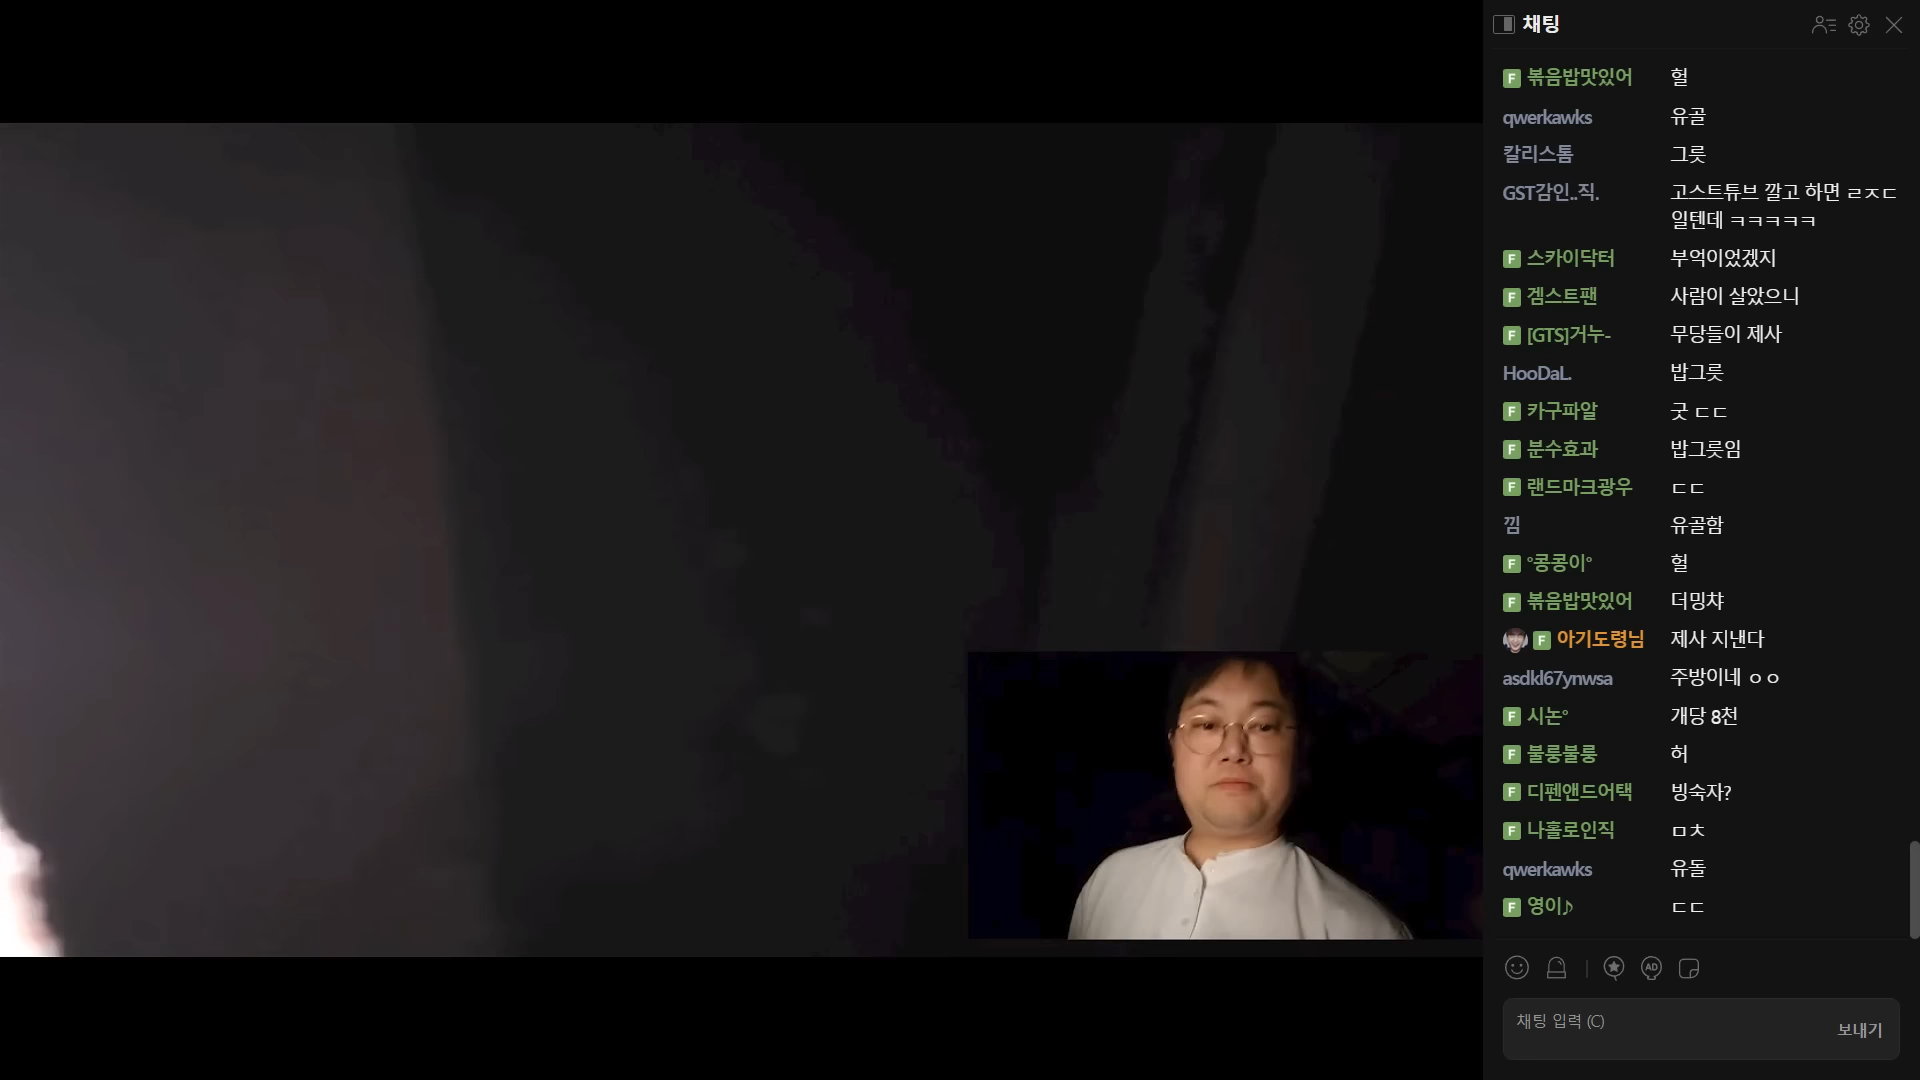 채팅
F 볶음밥맛있어 헐
qwerkawks 유골
칼리스톰 그릇
GST감인..직. 고스트튜브 깔고 하면 ㄹㅈㄷ
일텐데 ㅋㅋㅋㅋㅋ
F 스카이닥터 부엌이었겠지
F 겜스트팬 사람이 살았으니
F [GTS]거누- 무당들이 제사
HooDaL. 밥그릇
F 카구파알 굿 ㄷㄷ
F 분수효과 밥그릇임
F 랜드마크광우 ㄷㄷ
낌 유골함
F °콩콩이° 헐
F 볶음밥맛있어 더밍챠
F 아기도령님 제사 지낸다
asdkl67ynwsa 주방이네 ㅇㅇ
F 시논° 개당 8천
F 불룽불룽 허
F 디펜앤드어택 빙숙자?
F 나홀로인직 ㅁㅊ
qwerkawks 유돌
F 영이♪ ㄷㄷ
AD
채팅 입력 (C)
보내기